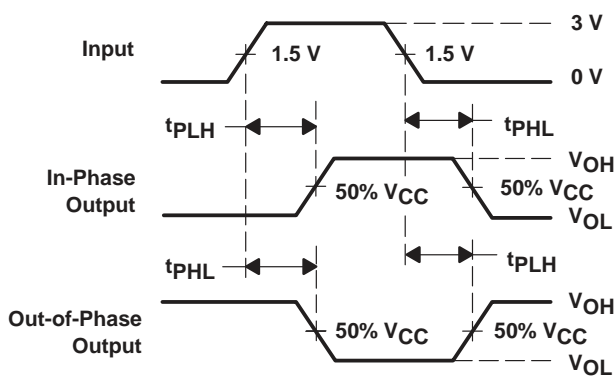 3 V
Input
1.5 V
1.5 V
0 V
tPLH
tPHL
VOH
In-Phase
Output
50% VCC
50% VCC
VOL
tPHL
tPLH
VOH
Out-of-Phase
Output
50% VCC
50% VCC
VOL